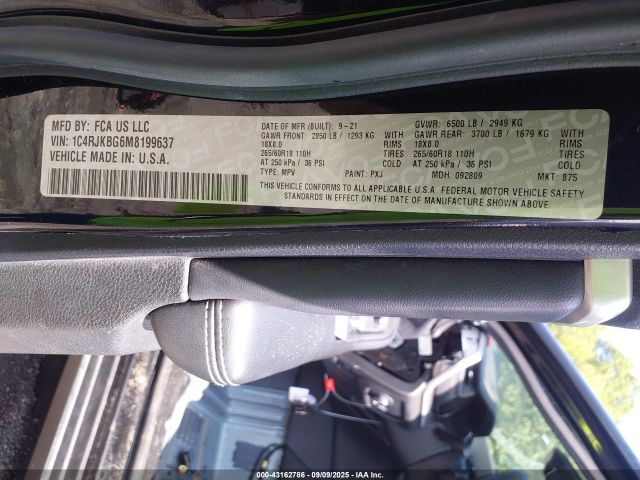 MFD BY: FCA US LLC
VIN: 1C4RJKBG6M8199637
VEHICLE MADE IN U.S.A.
DATE OF MFR (BUILT): 9-21 GVWR: 6500 LB / 2949 KG
GAWR FRONT: 2850 LB / 1293 KG WITH GAWR REAR: 3700 LB / 1679 KG WITH
18X8.0 RIMS 18X8.0 RIMS
265/60R18 110H TIRES 265/60R18 110H TIRES
AT 250 kPa / 36 PSI COLD AT 250 kPa / 36 PSI COLD
TYPE: MPV PAINT: PXJ MDH 092809 MKT: 875
THIS VEHICLE CONFORMS TO ALL APPLICABLE U.S.A FEDERAL MOTOR VEHICLE SAFETY
STANDARDS IN EFFECT ON THE DATE OF MANUFACTURE SHOWN ABOVE.
000-43162786 - 09/09/2025 - IAAI.COM